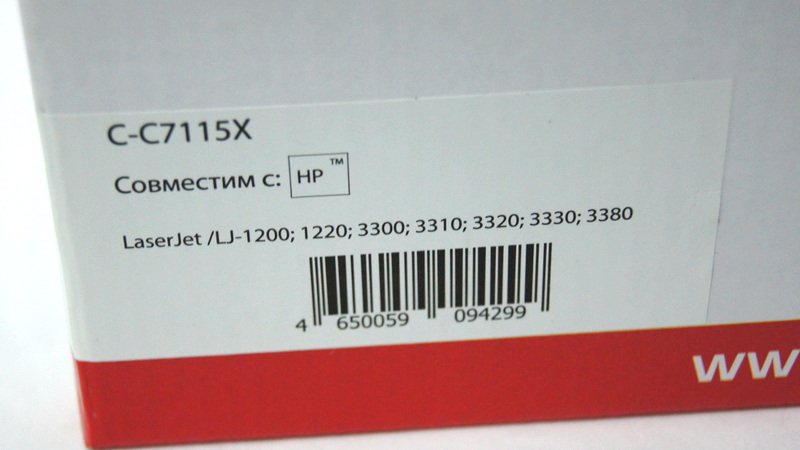 C-C7115X
Совместим с: HP™
LaserJet /LJ-1200; 1220; 3300; 3310; 3320; 3330; 3380
4 650059 094299
ww